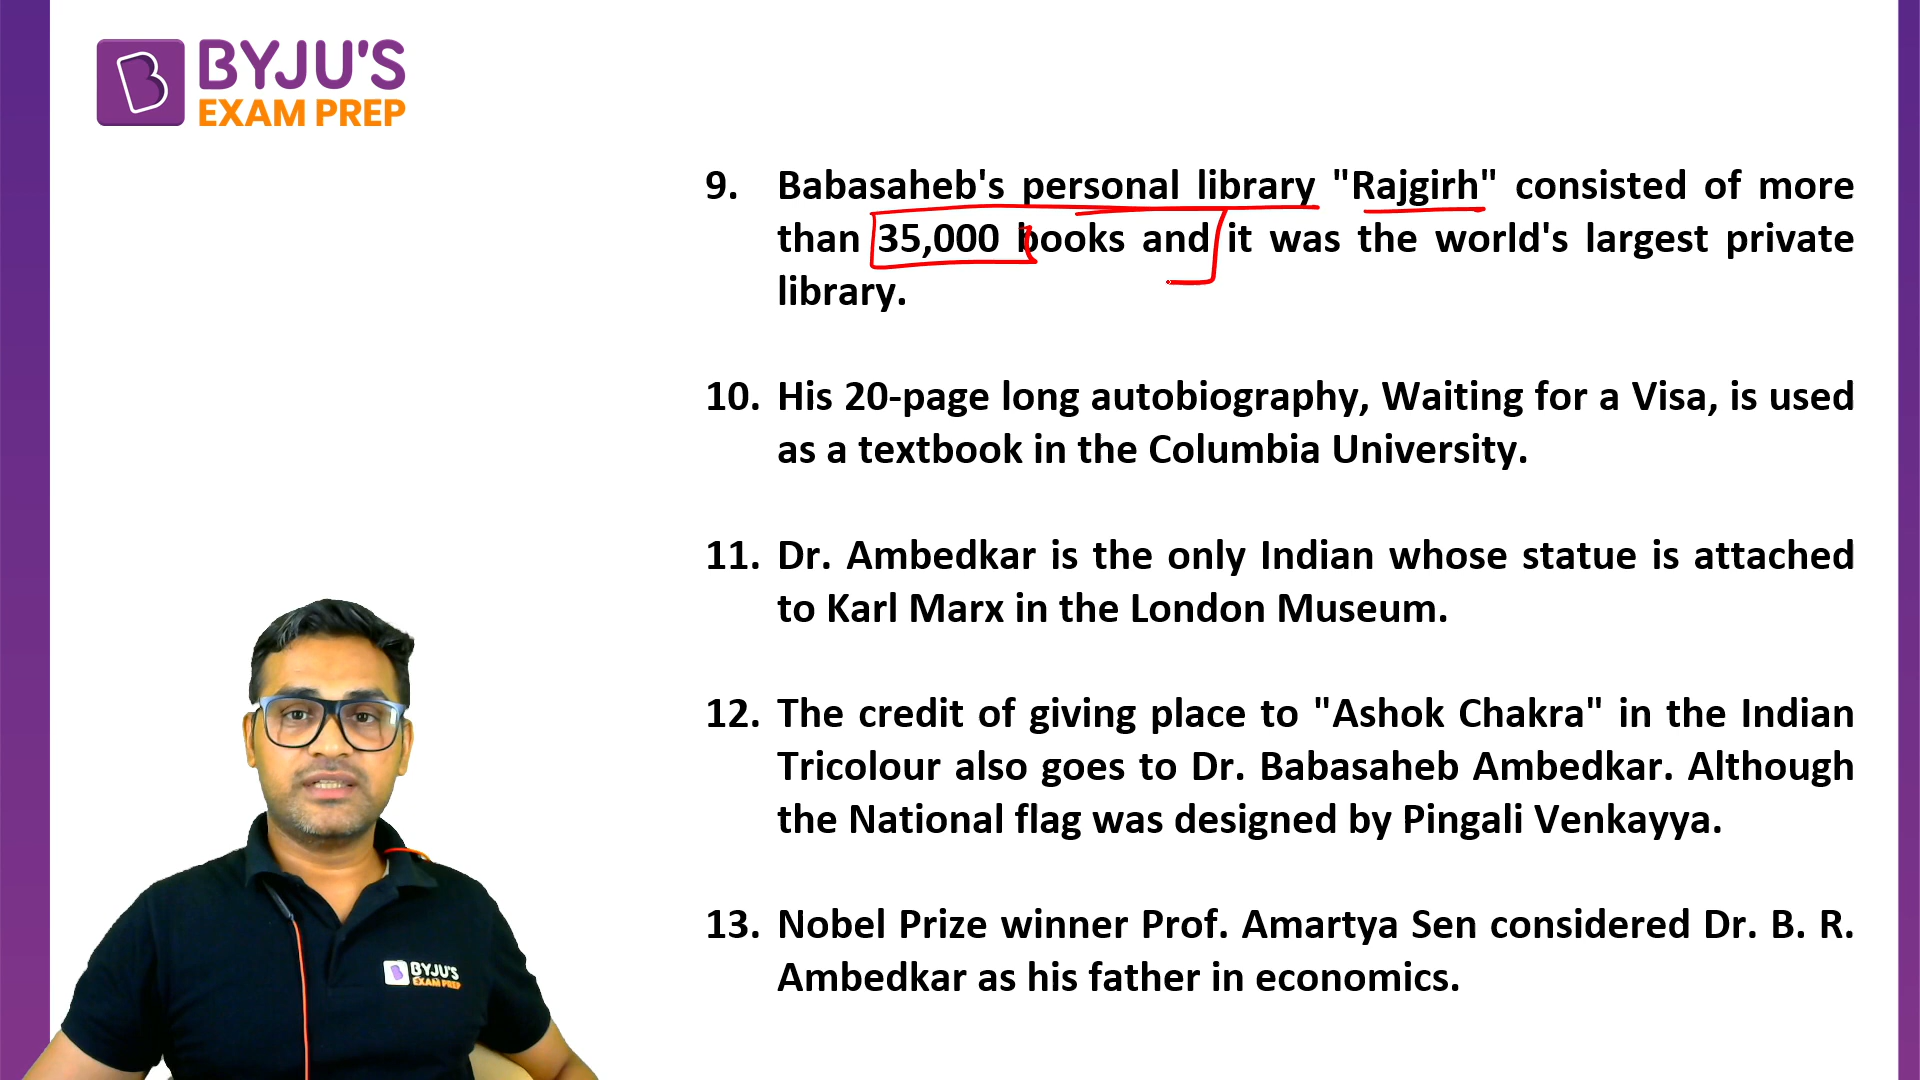 BYJU'S
EXAM PREP
9. Babasaheb's personal library "Rajgirh" consisted of more
than 35,000 books and it was the world's largest private
library.
10. His 20-page long autobiography, Waiting for a Visa, is used
as a textbook in the Columbia University.
11. Dr. Ambedkar is the only Indian whose statue is attached
to Karl Marx in the London Museum.
12. The credit of giving place to "Ashok Chakra" in the Indian
Tricolour also goes to Dr. Babasaheb Ambedkar. Although
the National flag was designed by Pingali Venkayya.
13. Nobel Prize winner Prof. Amartya Sen considered Dr. B. R.
Ambedkar as his father in economics.
BYJU'S
EXAM PREP